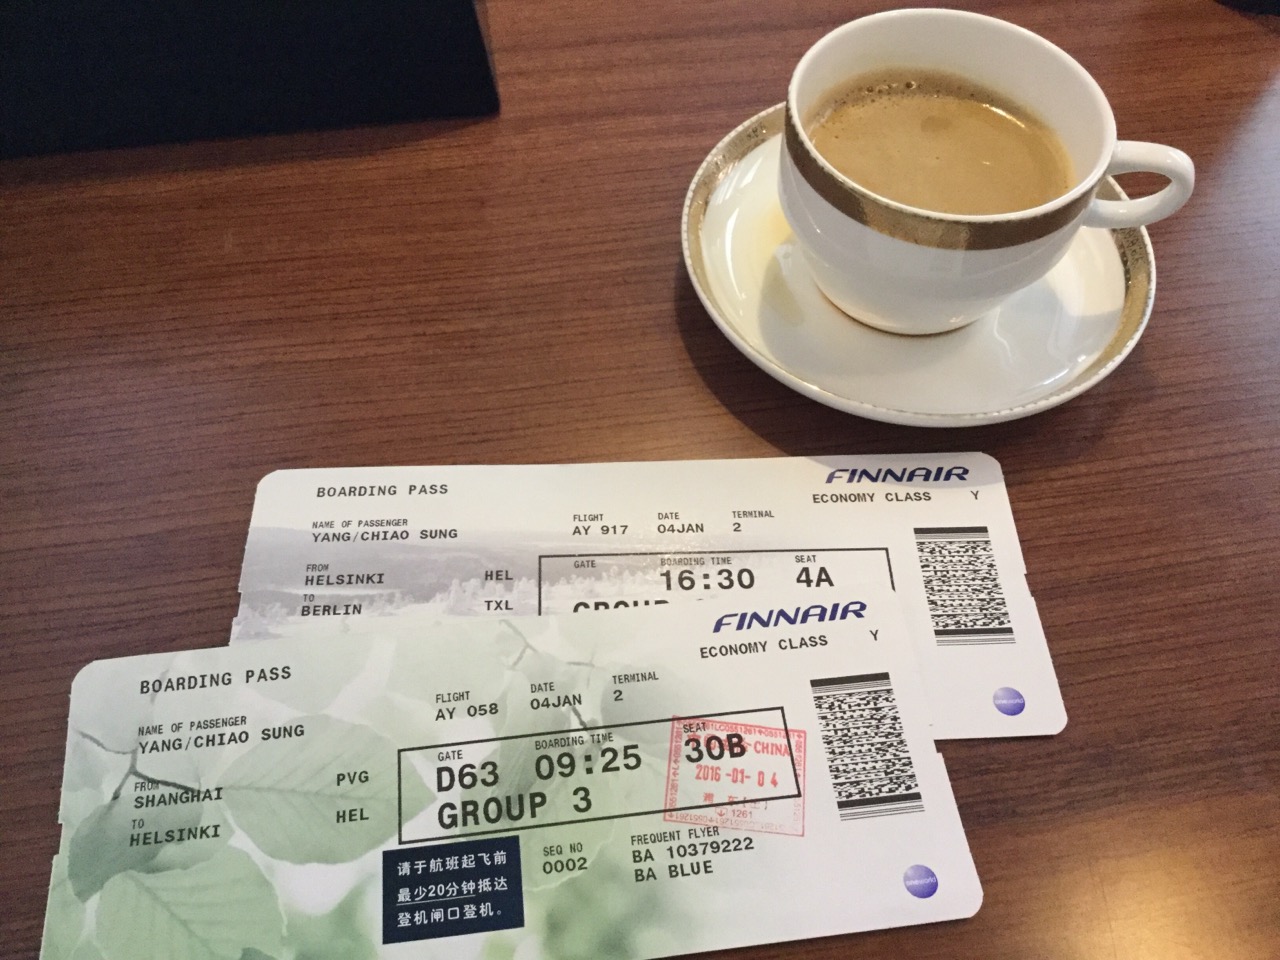 FINNAIR
BOARDING PASS
ECONOMY CLASS Y
NAME OF PASSENGER
YANG/CHIAO SUNG
FLIGHT DATE TERMINAL
AY 917 04JAN 2
FROM
HELSINKI HEL
TO
BERLIN TXL
GATE BOARDING TIME SEAT
16:30 4A
GROUP
oneworld
FINNAIR
BOARDING PASS
ECONOMY CLASS Y
NAME OF PASSENGER
YANG/CHIAO SUNG
FLIGHT DATE TERMINAL
AY 058 04JAN 2
FROM
SHANGHAI PVG
TO
HELSINKI HEL
GATE BOARDING TIME SEAT
D63 09:25 30B
GROUP 3
CHINA
2016-01-04
1261
请于航班起飞前
最少20分钟抵达
登机闸口登机。
SEQ NO
0002
FREQUENT FLYER
BA 10379222
BA BLUE
oneworld